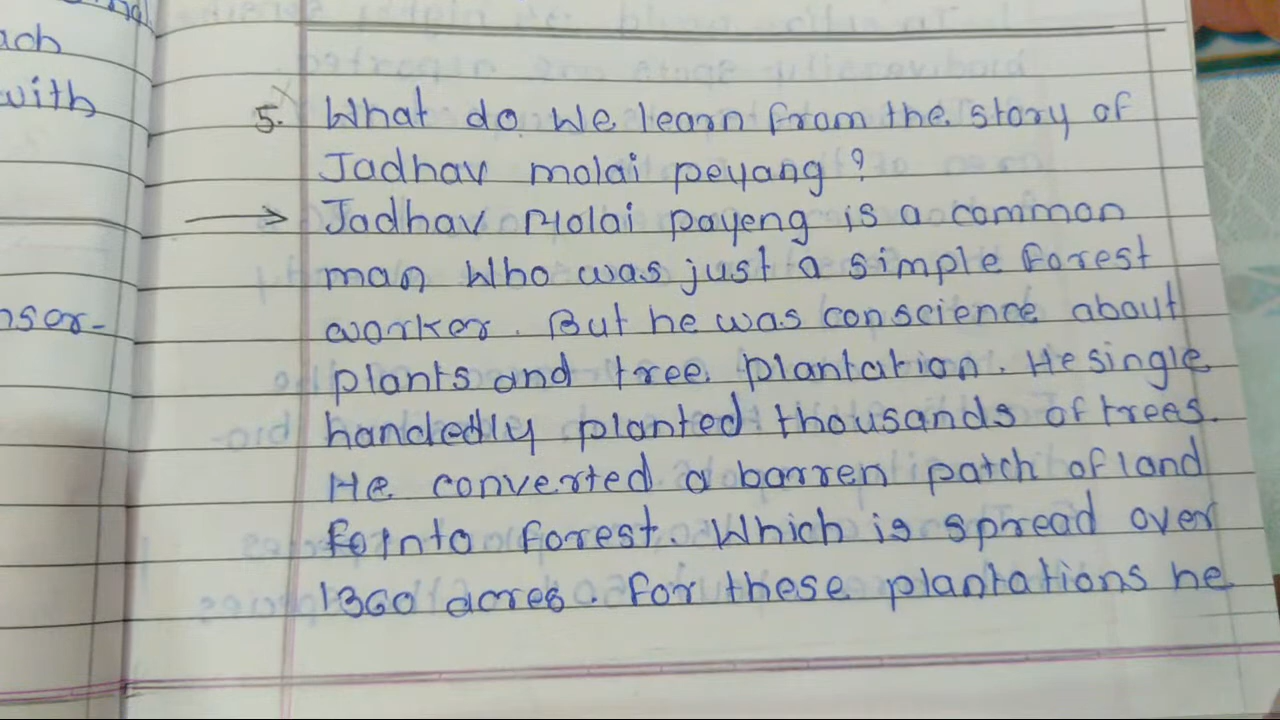 ach
with
nsor-
5. What do we learn from the story of
Jadhav molai peyang?
→ Jadhav Molai payeng is a common
man who was just a simple forest
worker. But he was conscience about
plants and tree plantation. He single
handedly planted thousands of trees.
He converted a barren patch of land
into forest. Which is spread over
1360 acres. For these plantations he